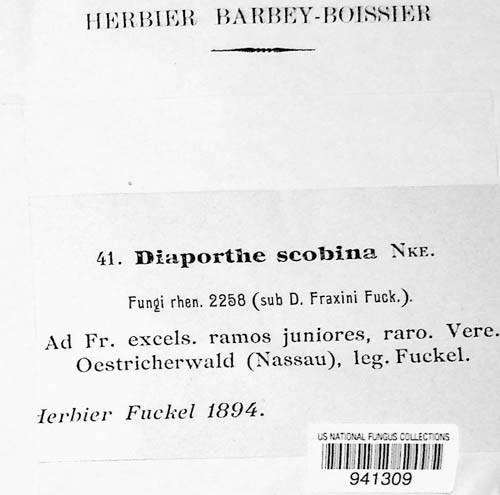 HERBIER BARBEY-BOISSIER
41. Diaporthe scobina NKE.
Fungi rhen. 2258 (sub D. Fraxini Fuck.).
Ad Fr. excels. ramos juniores, raro. Vere.
Oestricherwald (Nassau), leg. Fuckel.
Herbier Fuckel 1894.
US NATIONAL FUNGUS COLLECTIONS
941309